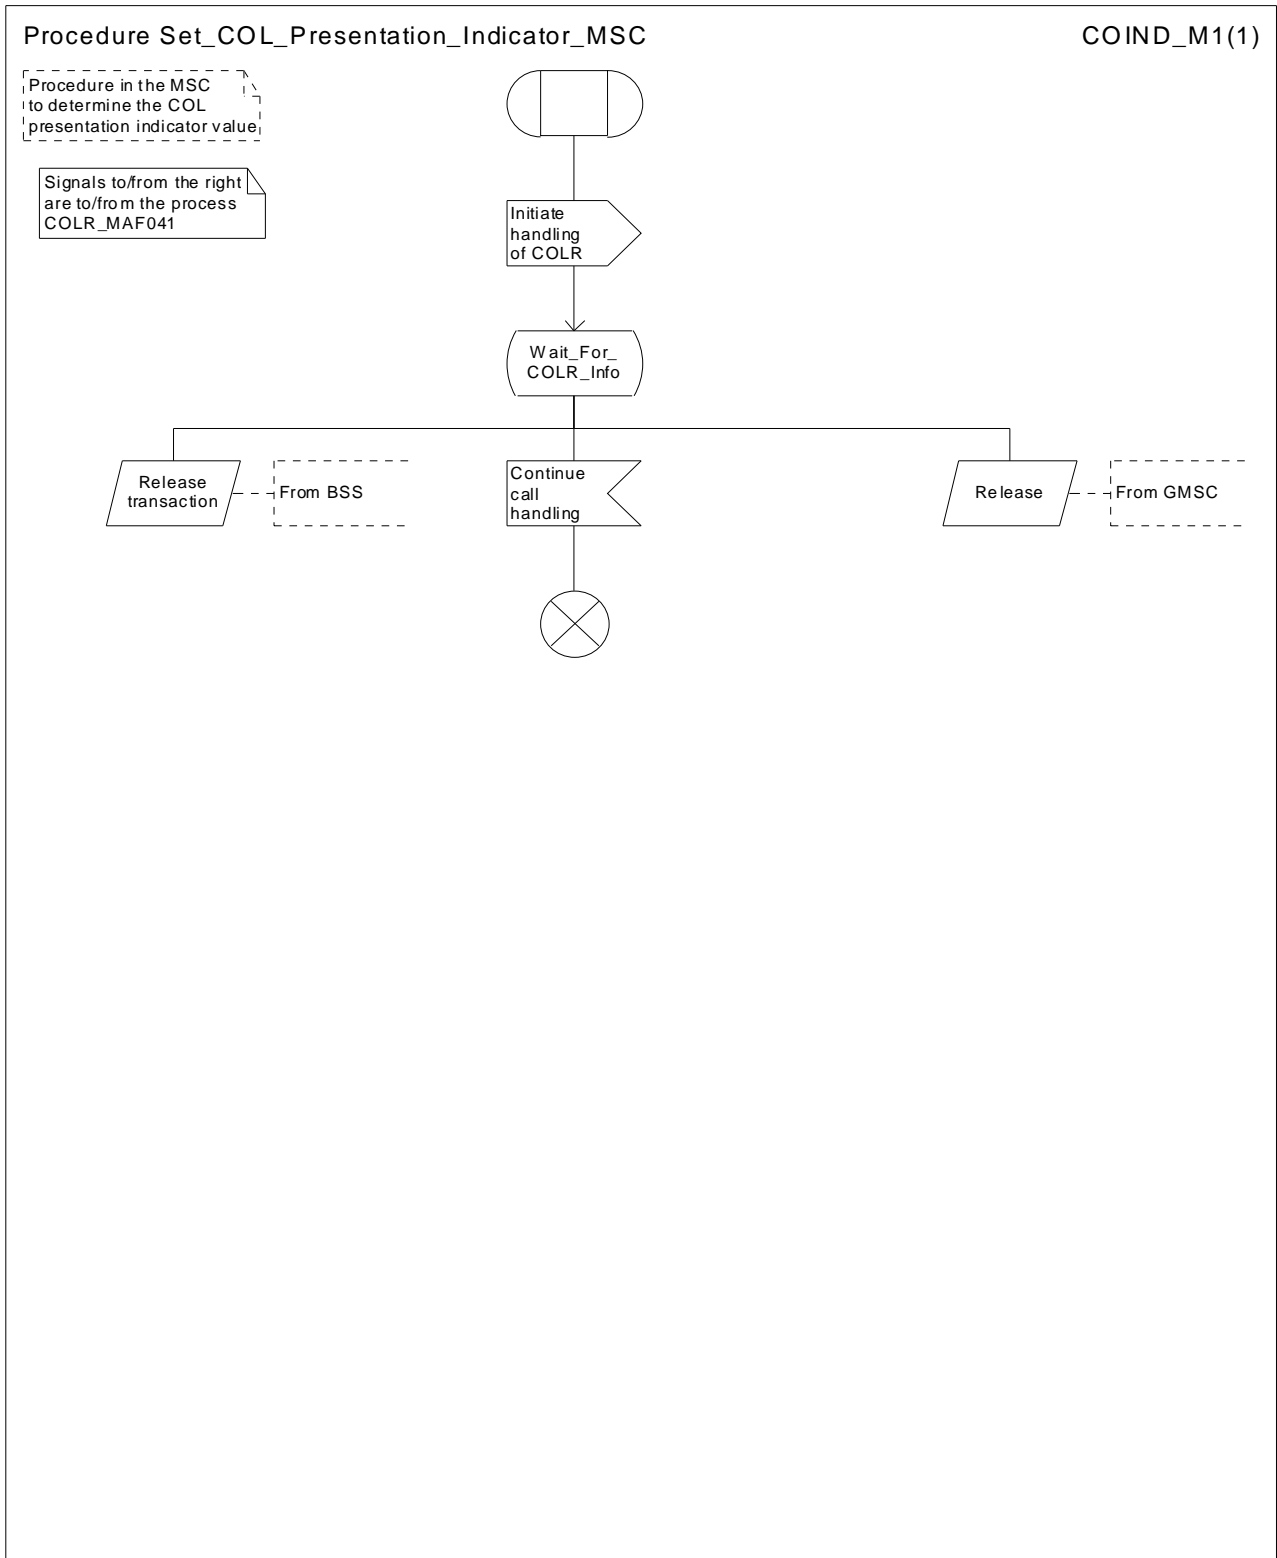 Procedure Set_COL_Presentation_Indicator_MSC
COIND_M1(1)
Procedure in the MSC
to determine the COL
presentation indicator value
Signals to/from the right
are to/from the process
COLR_MAF041
Initiate
handling
of COLR
Wait_For_
COLR_Info
Release
transaction
From BSS
Continue
call
handling
Release
From GMSC